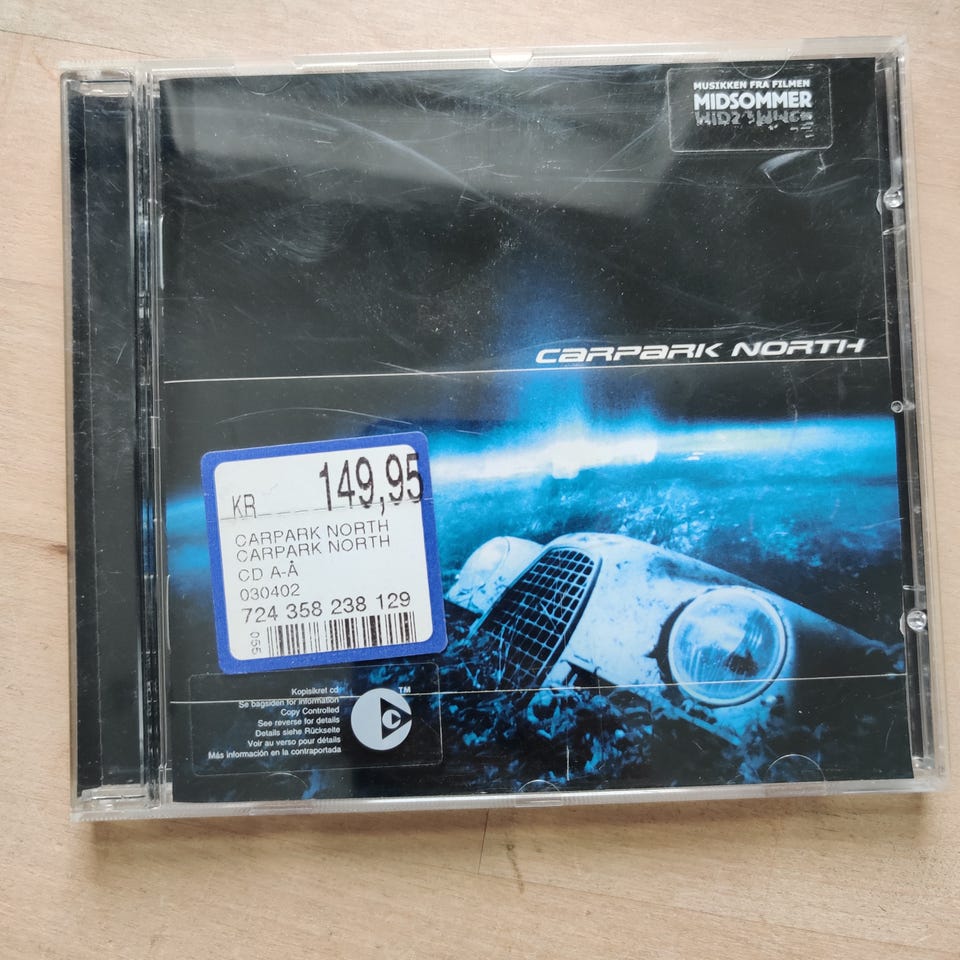 MUSIKKEN FRA FILMEN
MIDSOMMER
CARPARK NORTH
KR 149,95
CARPARK NORTH
CARPARK NORTH
CD A-Å
030402
724 358 238 129
055
Kopisikret cd
Se bagsiden for information
Copy Controlled
See reverse for details
Details siehe Rückseite
Voir au verso pour détails
Más información en la contraportada
C
TM